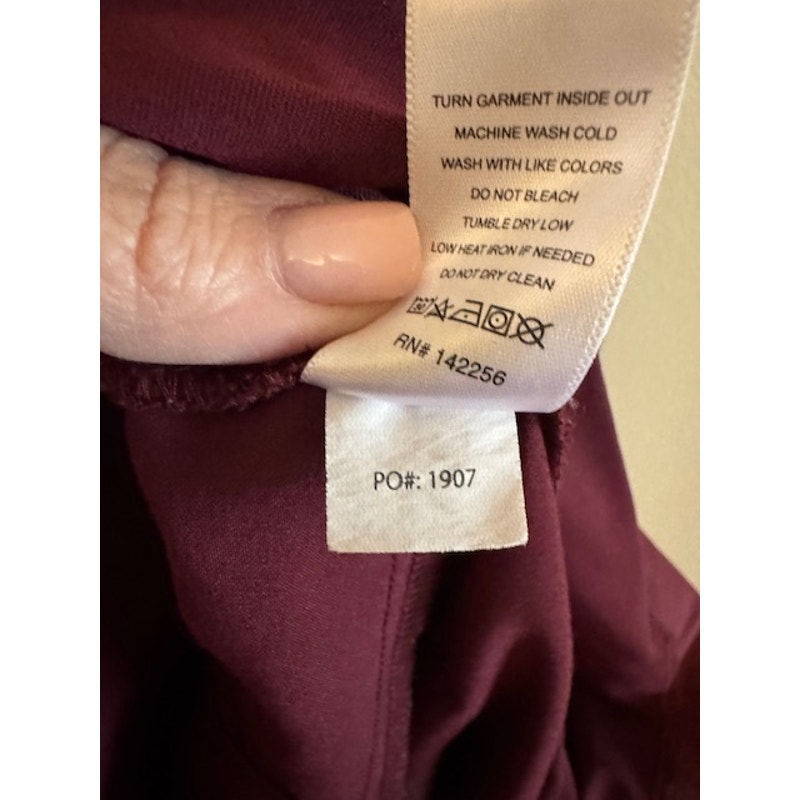 TURN GARMENT INSIDE OUT
MACHINE WASH COLD
WASH WITH LIKE COLORS
DO NOT BLEACH
TUMBLE DRY LOW
LOW HEAT IRON IF NEEDED
DO NOT DRY CLEAN
30
RN# 142256
PO#: 1907